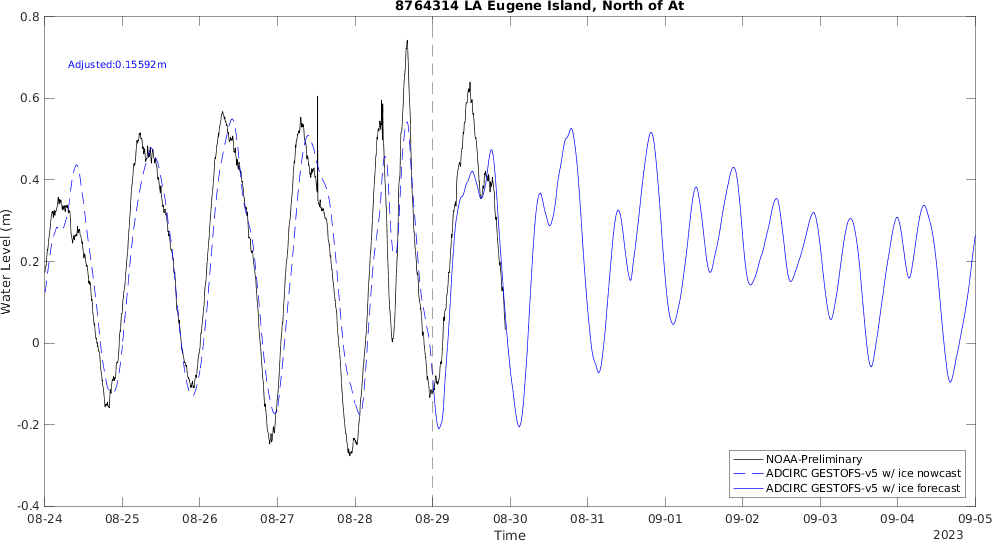 8764314 LA Eugene Island, North of At
Adjusted:0.15592m
Water Level (m)
0.8
0.6
0.4
0.2
0
-0.2
-0.4
NOAA-Preliminary
ADCIRC GESTOFS-v5 w/ ice nowcast
ADCIRC GESTOFS-v5 w/ ice forecast
08-24 08-25 08-26 08-27 08-28 08-29 08-30 08-31 09-01 09-02 09-03 09-04 09-05
Time
2023